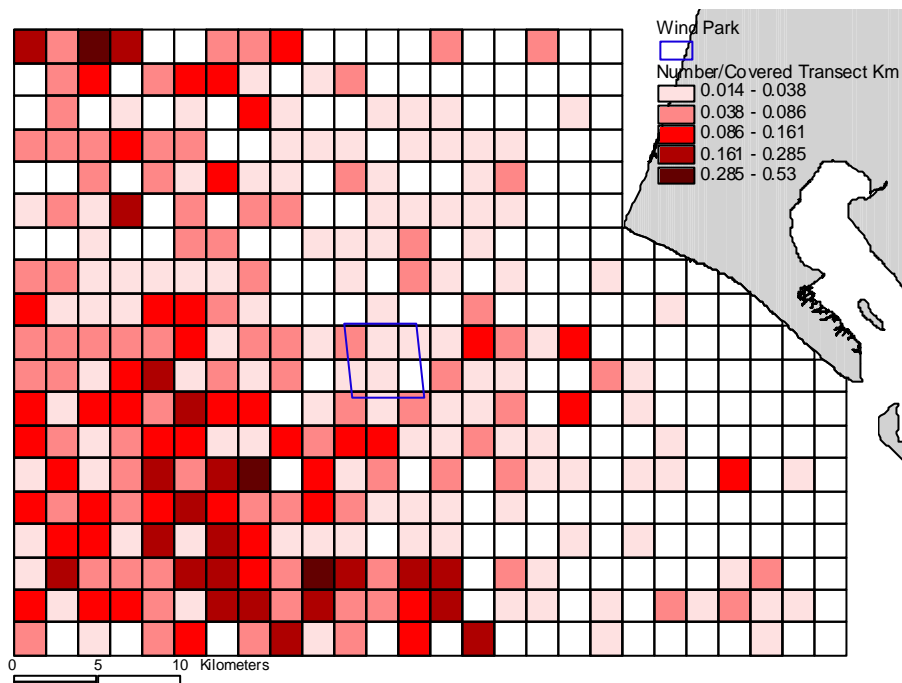 Wind Park
Number/Covered Transect Km
0.014 - 0.038
0.038 - 0.086
0.086 - 0.161
0.161 - 0.285
0.285 - 0.53
0 5 10 Kilometers